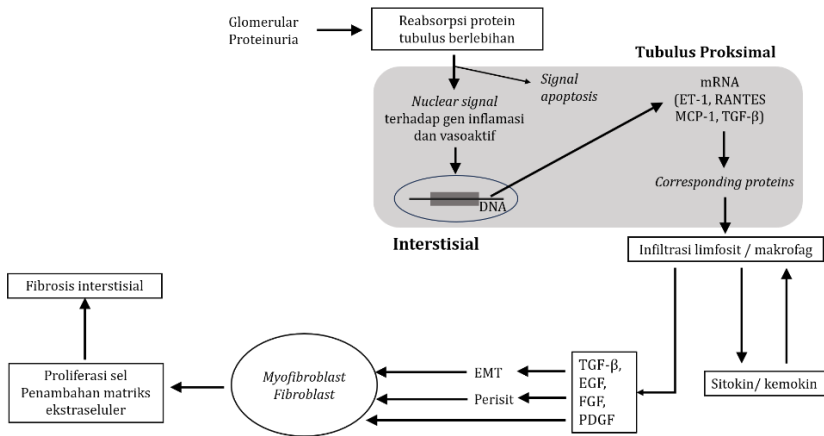 Glomerular
Proteinuria
Reabsorpsi protein
tubulus berlebihan
Tubulus Proksimal
Signal
apoptosis
Nuclear signal
terhadap gen inflamasi
dan vasoaktif
DNA
mRNA
(ET-1, RANTES
MCP-1, TGF-β)
Corresponding proteins
Interstisial
Infiltrasi limfosit / makrofag
Sitokin/ kemokin
TGF-β,
EGF,
FGF,
PDGF
EMT
Perisit
Myofibroblast
Fibroblast
Proliferasi sel
Penambahan matriks
ekstraseluler
Fibrosis interstisial